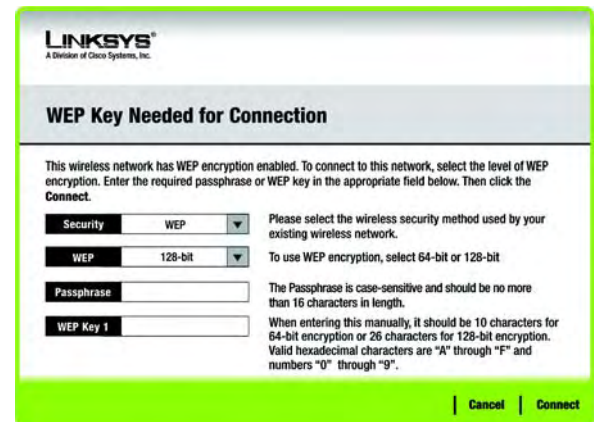 LINKSYS®
A Division of Cisco Systems, Inc.
WEP Key Needed for Connection
This wireless network has WEP encryption enabled. To connect to this network, select the level of WEP
encryption. Enter the required passphrase or WEP key in the appropriate field below. Then click the
Connect.
Security WEP
Please select the wireless security method used by your
existing wireless network.
WEP 128-bit
To use WEP encryption, select 64-bit or 128-bit
Passphrase
The Passphrase is case-sensitive and should be no more
than 16 characters in length.
WEP Key 1
When entering this manually, it should be 10 characters for
64-bit encryption or 26 characters for 128-bit encryption.
Valid hexadecimal characters are “A” through “F” and
numbers “0” through “9”.
Cancel Connect